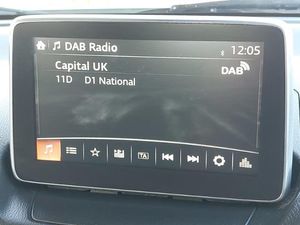 DAB Radio 12:05
Capital UK DAB
11D D1 National
TA